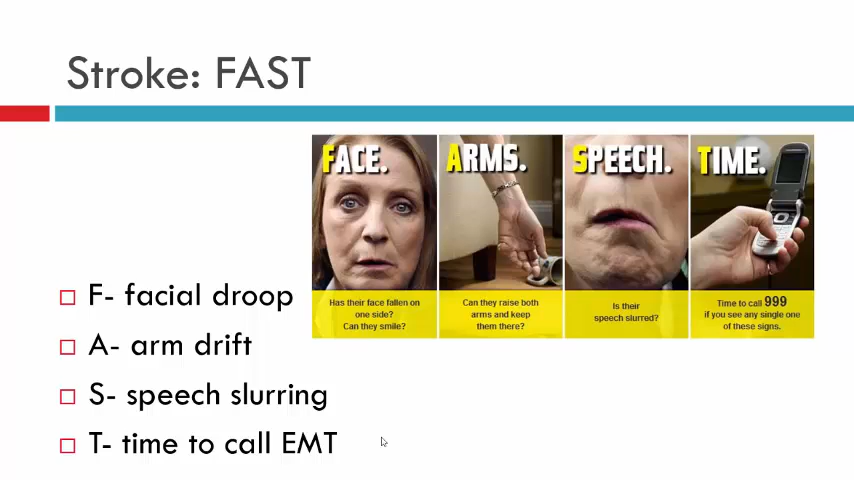 Stroke: FAST
FACE.
ARMS.
SPEECH.
TIME.
Has their face fallen on
one side?
Can they smile?
Can they raise both
arms and keep
them there?
Is their
speech slurred?
Time to call 999
if you see any single one
of these signs.
F- facial droop
A- arm drift
S- speech slurring
T- time to call EMT